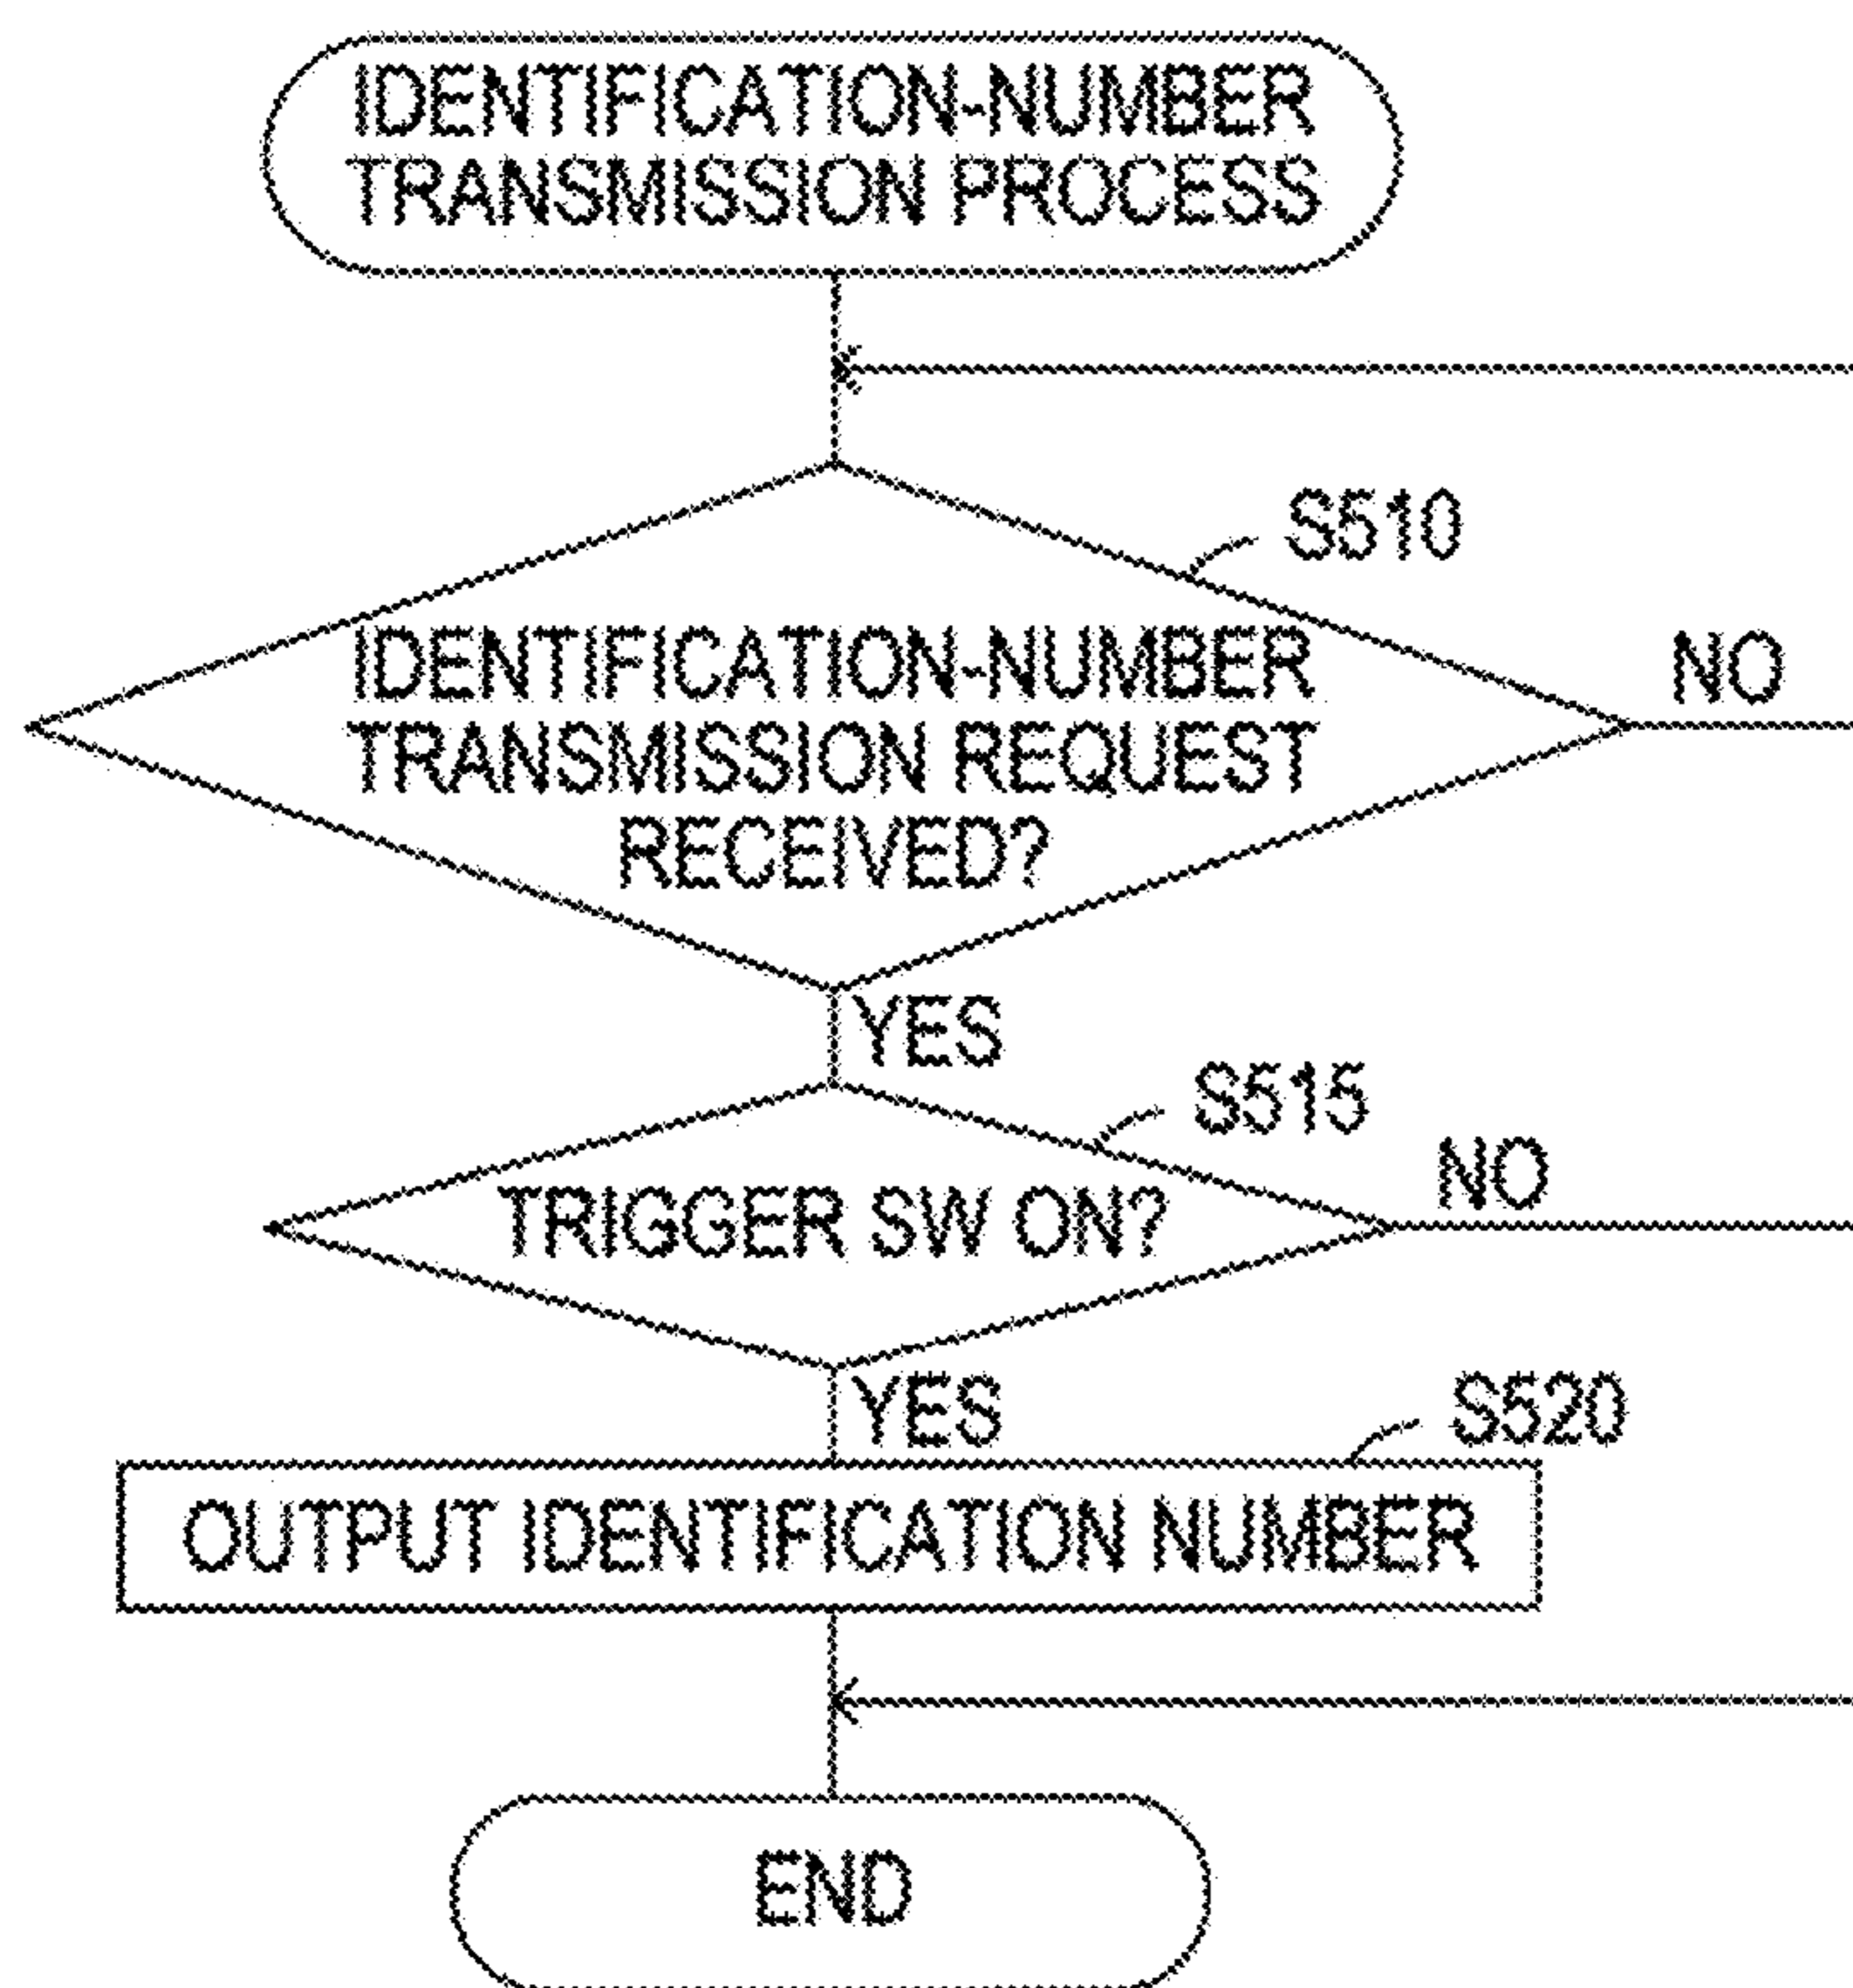 IDENTIFICATION-NUMBER
TRANSMISSION PROCESS
S510
IDENTIFICATION-NUMBER
TRANSMISSION REQUEST
RECEIVED?
NO
YES
S515
TRIGGER SW ON?
NO
YES
S520
OUTPUT IDENTIFICATION NUMBER
END